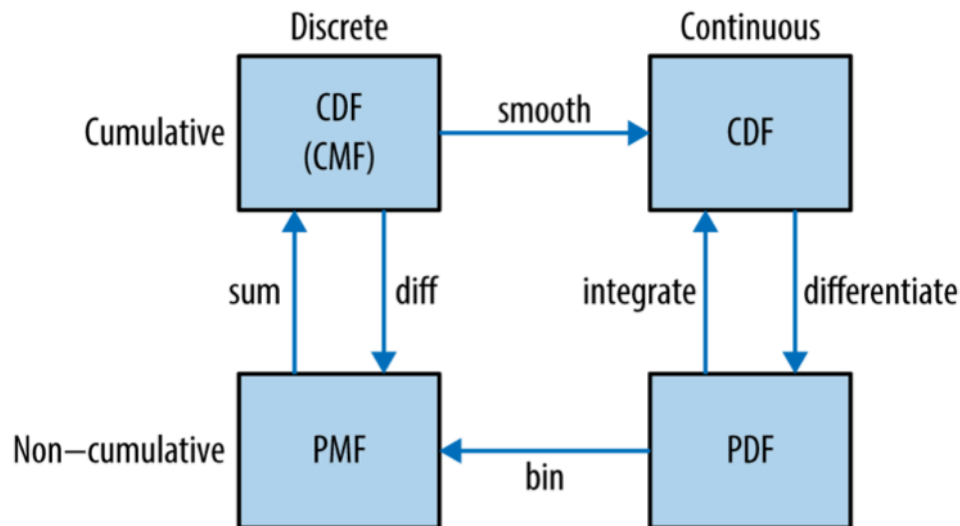 Discrete
Continuous
Cumulative
CDF
(CMF)
smooth
CDF
sum
diff
integrate
differentiate
Non–cumulative
PMF
bin
PDF